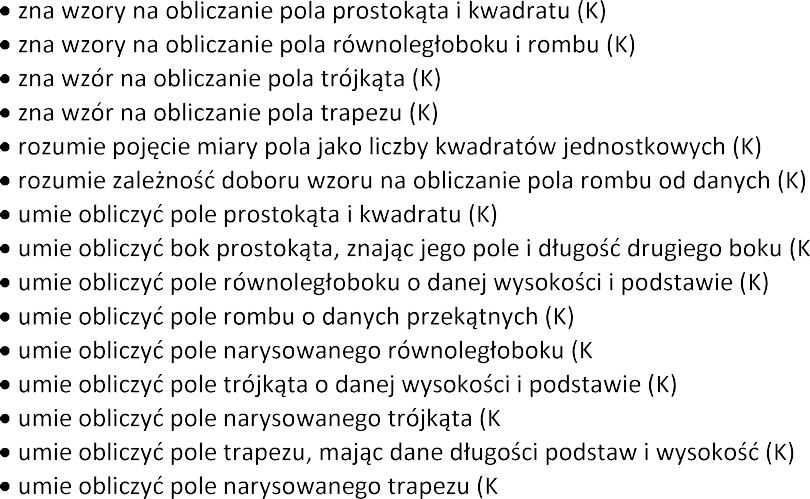 • zna wzory na obliczanie pola prostokąta i kwadratu (K)
• zna wzory na obliczanie pola równoległoboku i rombu (K)
• zna wzór na obliczanie pola trójkąta (K)
• zna wzór na obliczanie pola trapezu (K)
• rozumie pojęcie miary pola jako liczby kwadratów jednostkowych (K)
• rozumie zależność doboru wzoru na obliczanie pola rombu od danych (K)
• umie obliczyć pole prostokąta i kwadratu (K)
• umie obliczyć bok prostokąta, znając jego pole i długość drugiego boku (K
• umie obliczyć pole równoległoboku o danej wysokości i podstawie (K)
• umie obliczyć pole rombu o danych przekątnych (K)
• umie obliczyć pole narysowanego równoległoboku (K
• umie obliczyć pole trójkąta o danej wysokości i podstawie (K)
• umie obliczyć pole narysowanego trójkąta (K
• umie obliczyć pole trapezu, mając dane długości podstaw i wysokość (K)
• umie obliczyć pole narysowanego trapezu (K